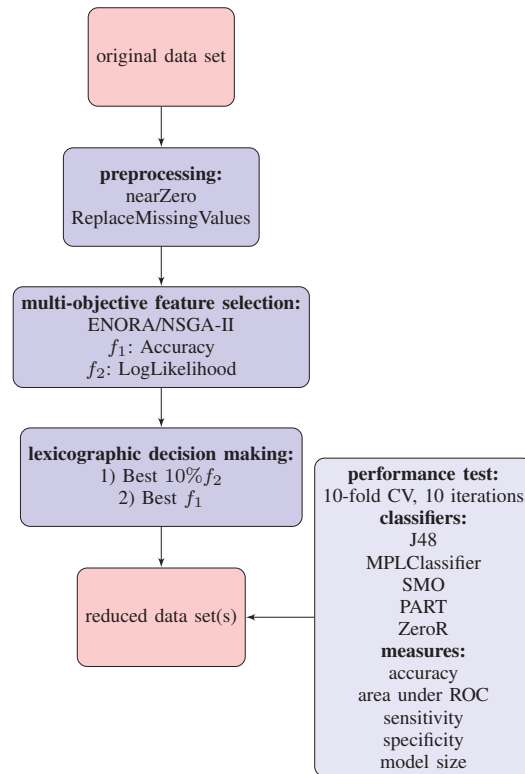 original data set
preprocessing:
nearZero
ReplaceMissingValues
multi-objective feature selection:
ENORA/NSGA-II
f₁: Accuracy
f₂: LogLikelihood
lexicographic decision making:
1) Best 10%f₂
2) Best f₁
reduced data set(s)
performance test:
10-fold CV, 10 iterations
classifiers:
J48
MPLClassifier
SMO
PART
ZeroR
measures:
accuracy
area under ROC
sensitivity
specificity
model size